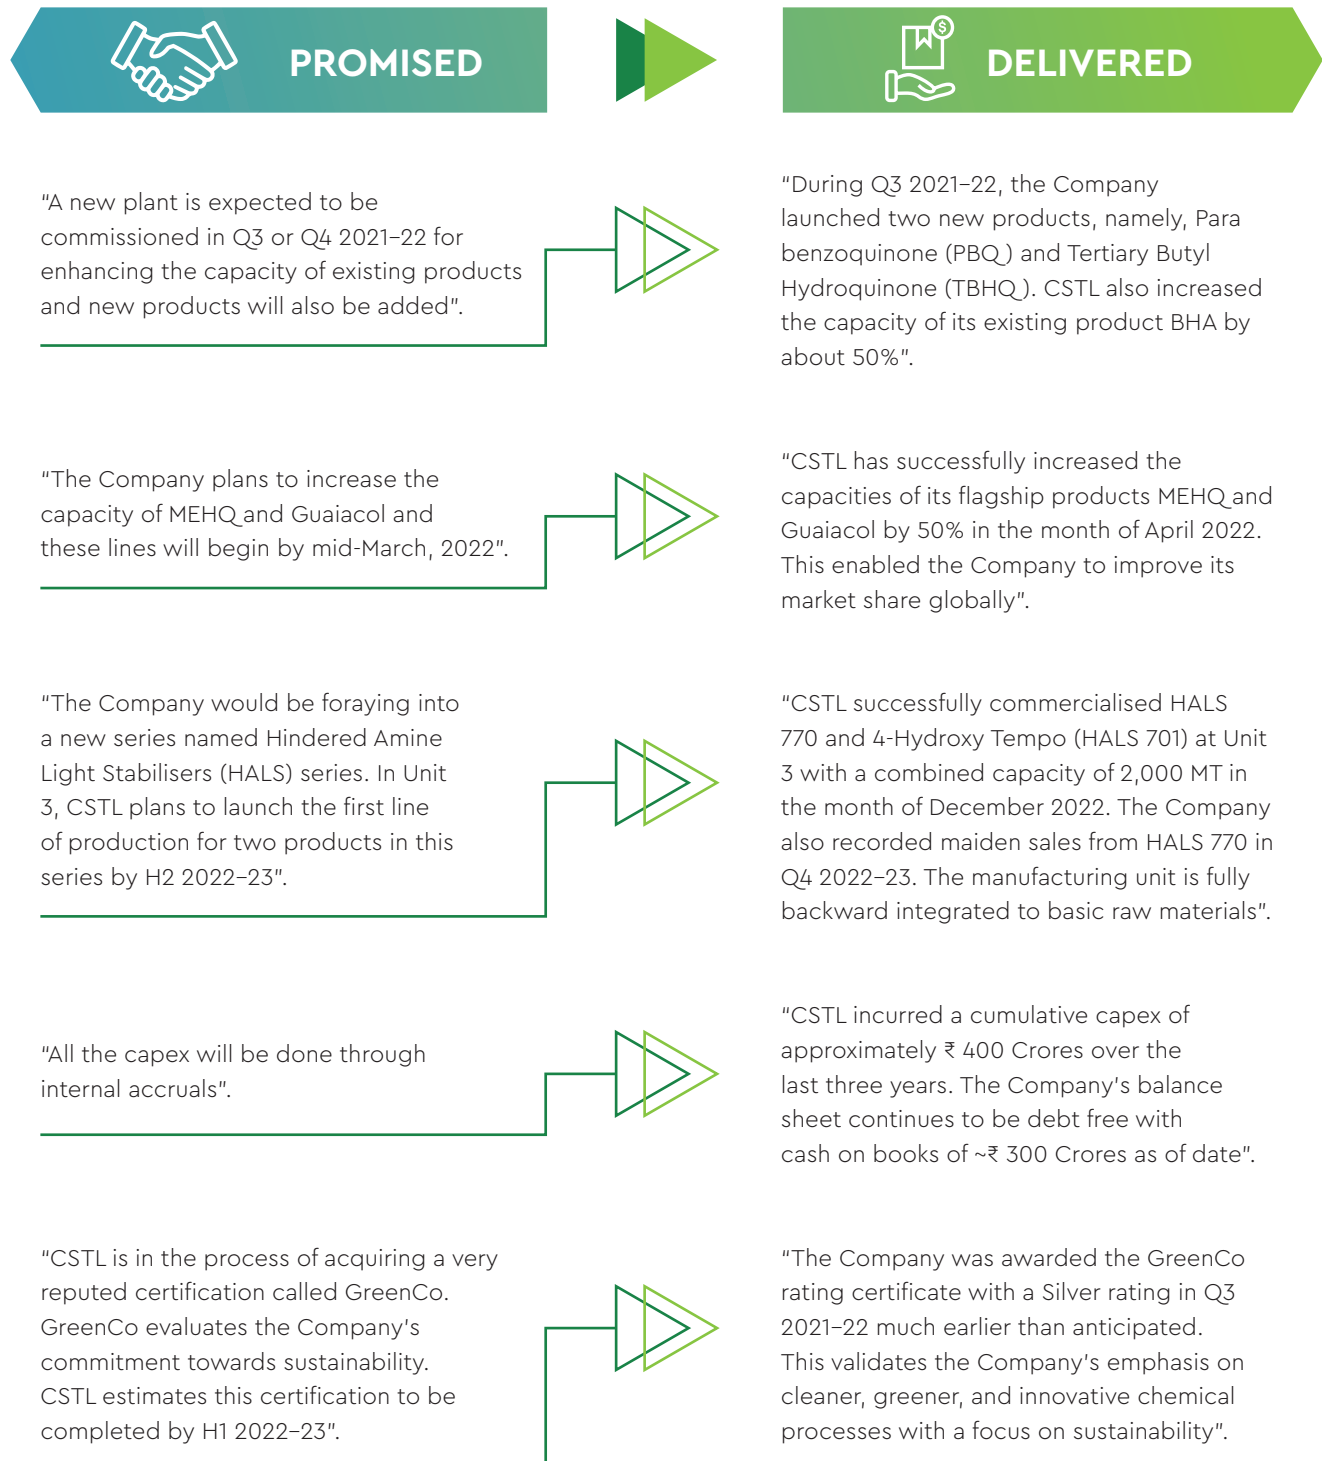 PROMISED
DELIVERED
“A new plant is expected to be
commissioned in Q3 or Q4 2021–22 for
enhancing the capacity of existing products
and new products will also be added”.
“During Q3 2021–22, the Company
launched two new products, namely, Para
benzoquinone (PBQ) and Tertiary Butyl
Hydroquinone (TBHQ). CSTL also increased
the capacity of its existing product BHA by
about 50%”.
“The Company plans to increase the
capacity of MEHQ and Guaiacol and
these lines will begin by mid-March, 2022”.
“CSTL has successfully increased the
capacities of its flagship products MEHQ and
Guaiacol by 50% in the month of April 2022.
This enabled the Company to improve its
market share globally”.
“The Company would be foraying into
a new series named Hindered Amine
Light Stabilisers (HALS) series. In Unit
3, CSTL plans to launch the first line
of production for two products in this
series by H2 2022–23”.
“CSTL successfully commercialised HALS
770 and 4-Hydroxy Tempo (HALS 701) at Unit
3 with a combined capacity of 2,000 MT in
the month of December 2022. The Company
also recorded maiden sales from HALS 770 in
Q4 2022–23. The manufacturing unit is fully
backward integrated to basic raw materials”.
“All the capex will be done through
internal accruals”.
“CSTL incurred a cumulative capex of
approximately ₹ 400 Crores over the
last three years. The Company’s balance
sheet continues to be debt free with
cash on books of ~₹ 300 Crores as of date”.
“CSTL is in the process of acquiring a very
reputed certification called GreenCo.
GreenCo evaluates the Company’s
commitment towards sustainability.
CSTL estimates this certification to be
completed by H1 2022–23”.
“The Company was awarded the GreenCo
rating certificate with a Silver rating in Q3
2021–22 much earlier than anticipated.
This validates the Company’s emphasis on
cleaner, greener, and innovative chemical
processes with a focus on sustainability”.